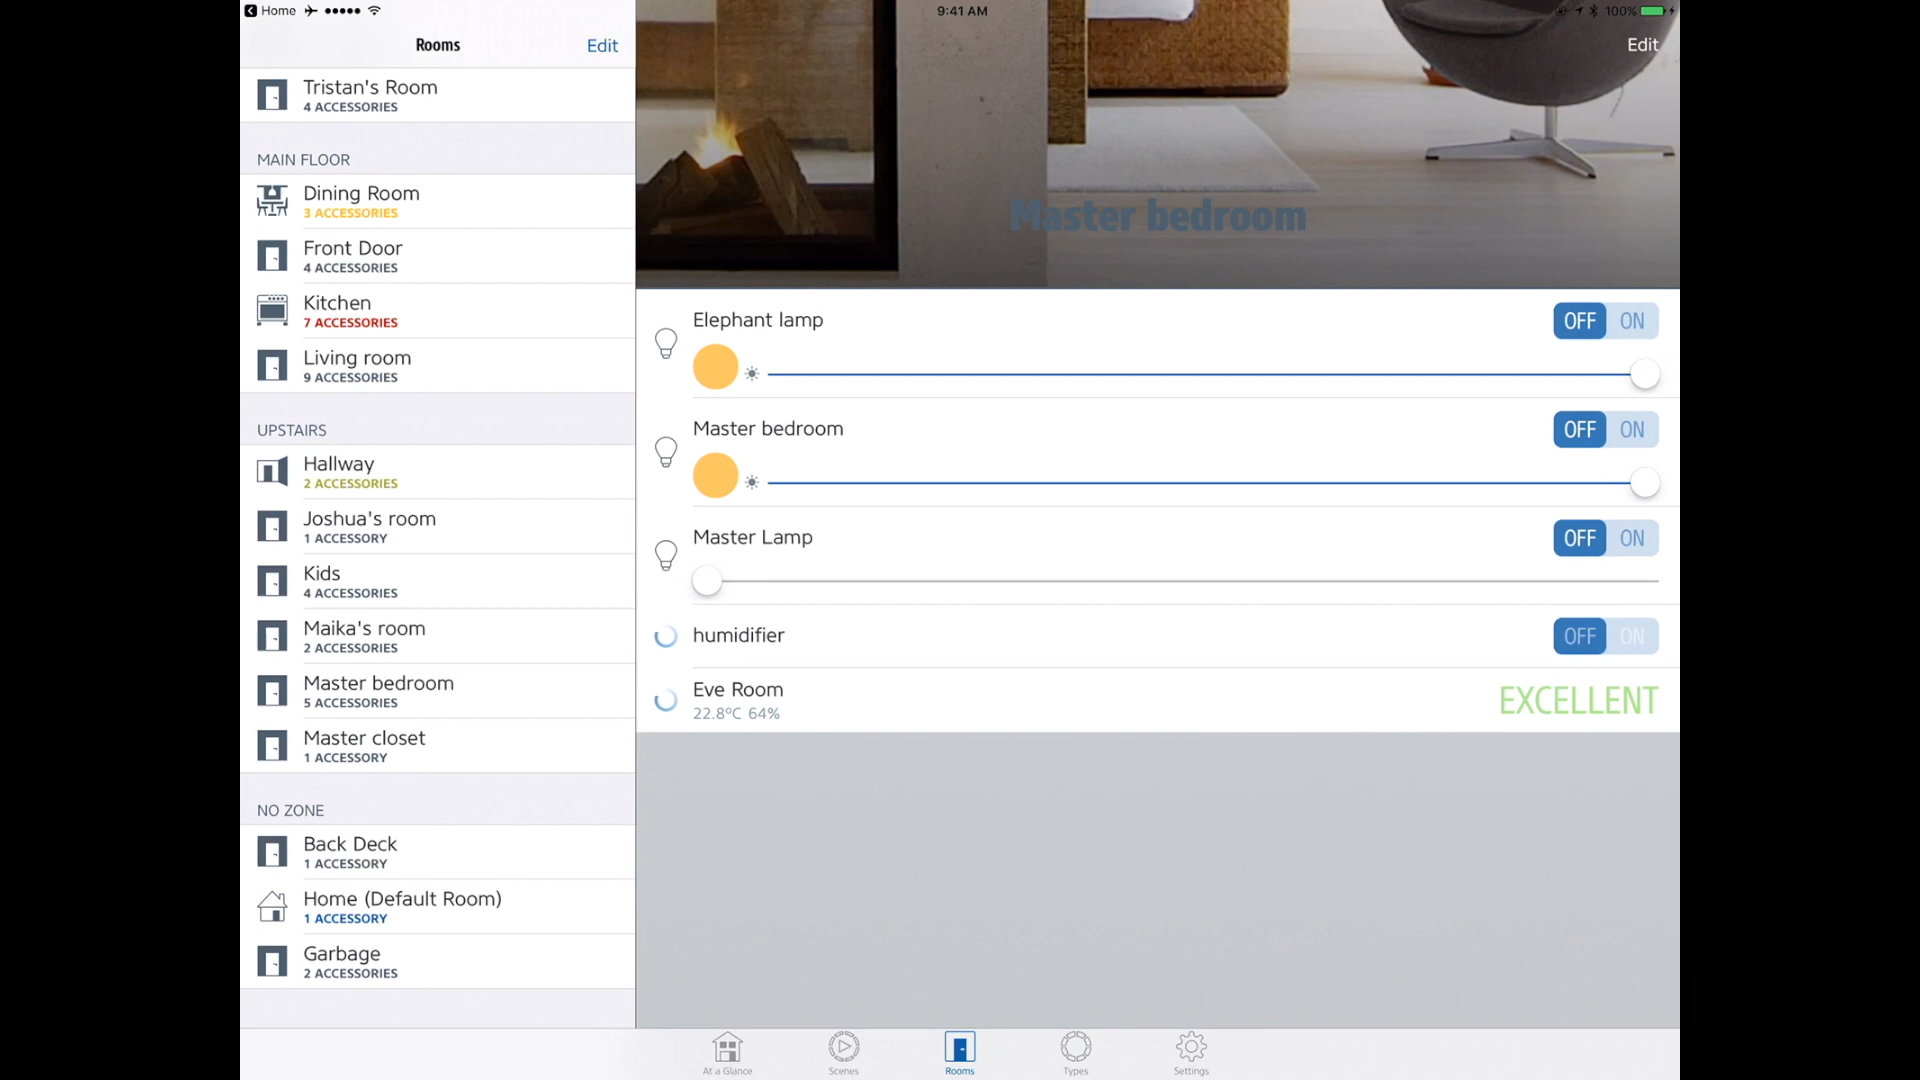 Home
9:41 AM
100%
Rooms
Edit
Edit
Tristan's Room
4 ACCESSORIES
MAIN FLOOR
Dining Room
3 ACCESSORIES
Front Door
4 ACCESSORIES
Kitchen
7 ACCESSORIES
Living room
9 ACCESSORIES
UPSTAIRS
Hallway
2 ACCESSORIES
Joshua's room
1 ACCESSORY
Kids
4 ACCESSORIES
Maika's room
2 ACCESSORIES
Master bedroom
5 ACCESSORIES
Master closet
1 ACCESSORY
NO ZONE
Back Deck
1 ACCESSORY
Home (Default Room)
1 ACCESSORY
Garbage
2 ACCESSORIES
Master bedroom
Elephant lamp
OFF ON
Master bedroom
OFF ON
Master Lamp
OFF ON
humidifier
OFF ON
Eve Room
22.8°C 64%
EXCELLENT
At a Glance
Scenes
Rooms
Types
Settings